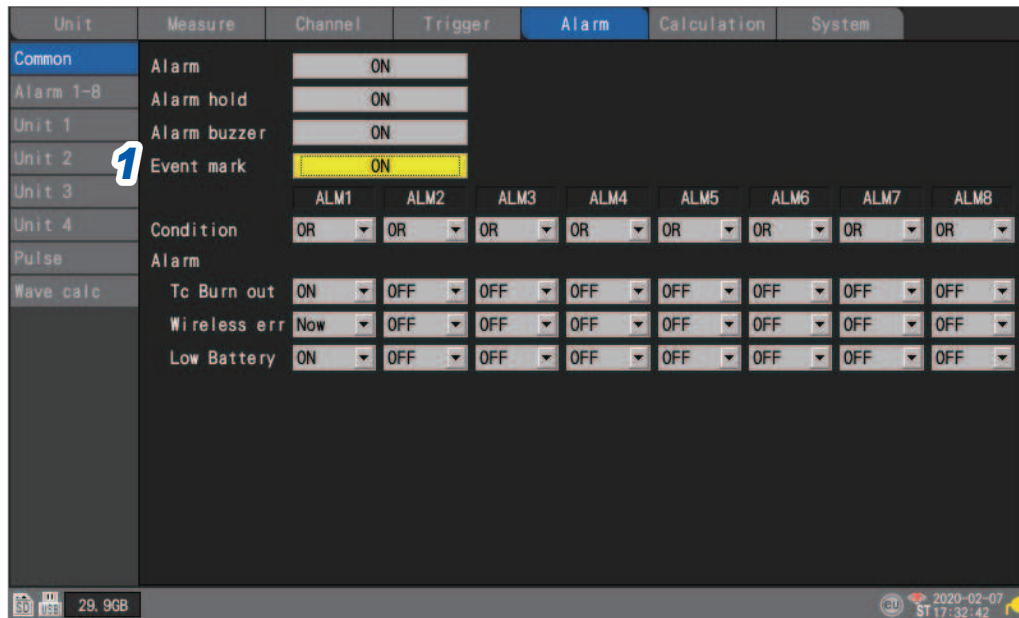 Unit Measure Channel Trigger Alarm Calculation System
Common
Alarm 1-8
Unit 1
Unit 2
Unit 3
Unit 4
Pulse
Wave calc
1
Alarm ON
Alarm hold ON
Alarm buzzer ON
Event mark ON
ALM1 ALM2 ALM3 ALM4 ALM5 ALM6 ALM7 ALM8
Condition OR OR OR OR OR OR OR OR
Alarm
Tc Burn out ON OFF OFF OFF OFF OFF OFF OFF
Wireless err Now OFF OFF OFF OFF OFF OFF OFF
Low Battery ON OFF OFF OFF OFF OFF OFF OFF
SD USB 29.9GB eu ST 2020-02-07
17:32:42